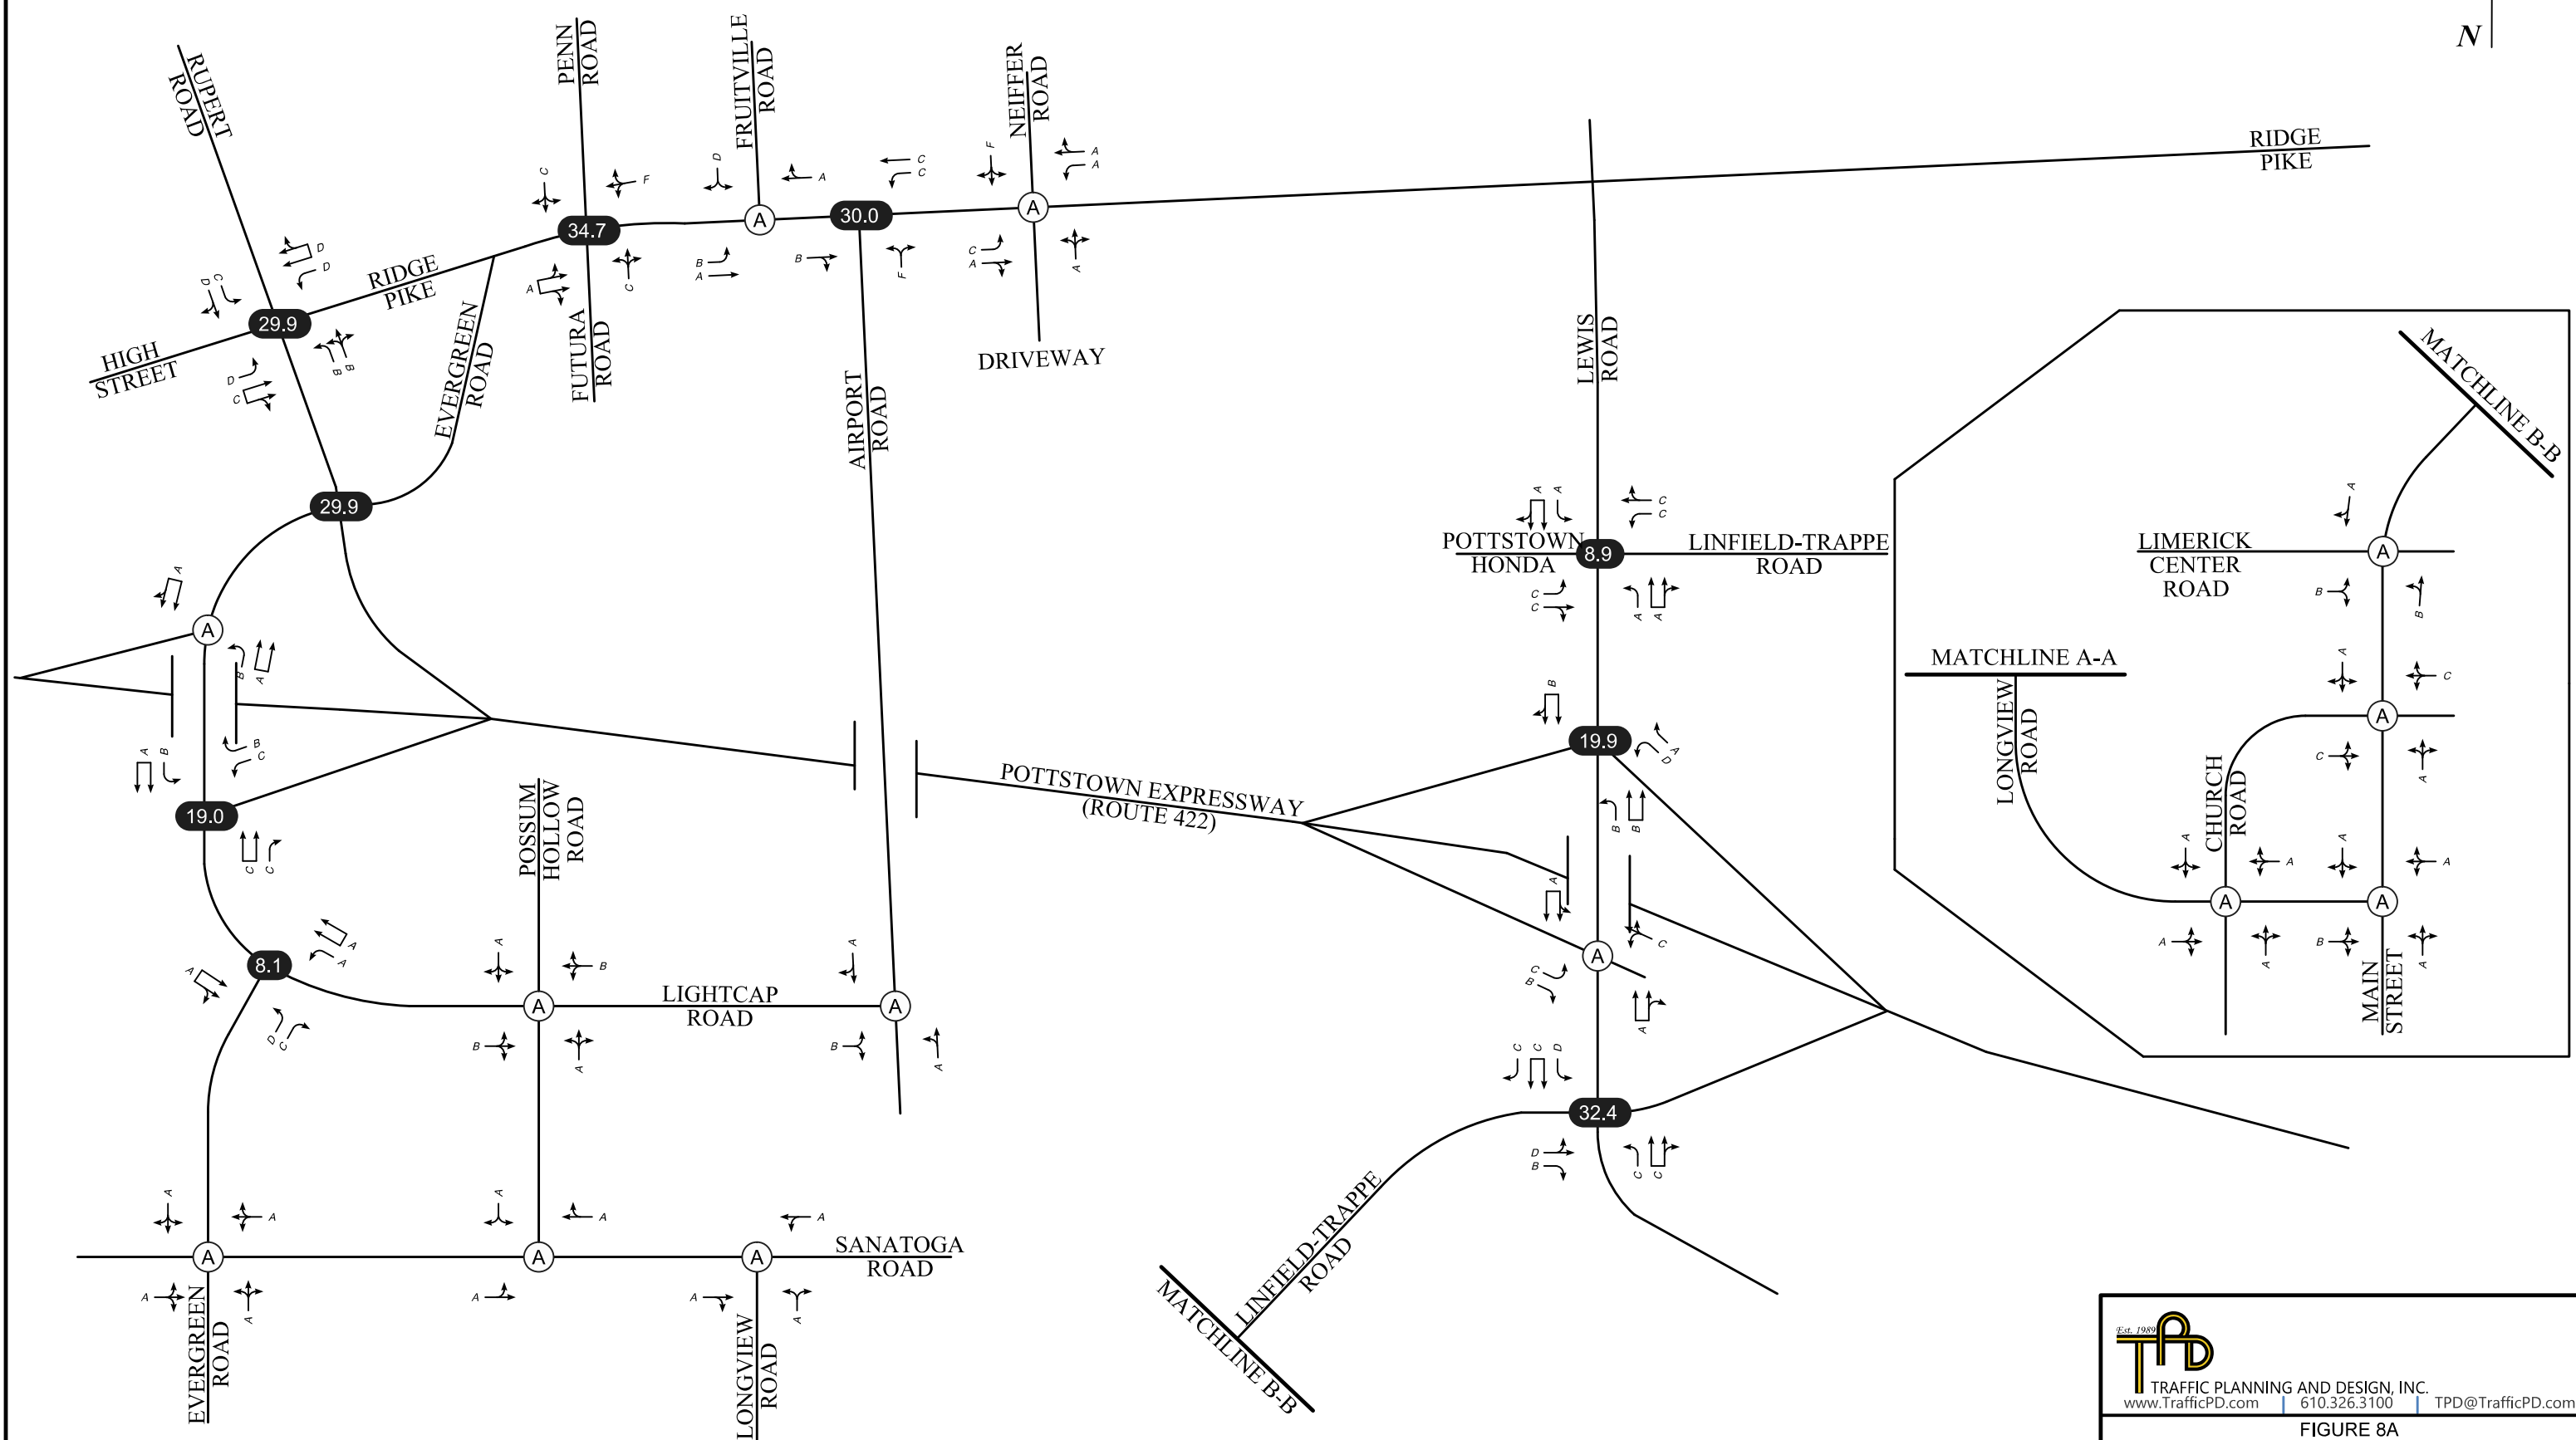 N
RUPERT
ROAD
PENN
ROAD
FRUITVILLE
ROAD
NEIFFER
ROAD
RIDGE
PIKE
C
F
D
A
C
C
F
A
A
34.7
A
30.0
A
B
A
B
F
C
A
A
A
C
FUTURA
ROAD
DRIVEWAY
D
C
D
D
RIDGE
PIKE
29.9
HIGH
STREET
D
C
B
B
EVERGREEN
ROAD
29.9
AIRPORT
ROAD
LEWIS
ROAD
A
A
C
C
POTTSTOWN
HONDA
8.9
LINFIELD-TRAPPE
ROAD
C
C
A
A
A
A
B
A
A
B
B
C
19.0
C
C
B
19.9
A
D
B
B
POTTSTOWN EXPRESSWAY
(ROUTE 422)
A
C
A
C
B
A
POSSUM
HOLLOW
ROAD
A
A
8.1
A
D
C
A
B
A
B
A
LIGHTCAP
ROAD
A
A
B
A
C
C
D
32.4
D
B
C
C
A
A
A
A
A
A
A
A
A
A
A
A
A
SANATOGA
ROAD
EVERGREEN
ROAD
LONGVIEW
ROAD
LINFIELD-TRAPPE
ROAD
MATCHLINE B-B
MATCHLINE B-B
A
LIMERICK
CENTER
ROAD
A
B
B
MATCHLINE A-A
LONGVIEW
ROAD
A
C
A
C
A
CHURCH
ROAD
A
A
A
A
A
A
A
A
B
A
MAIN
STREET
Est. 1989
TPD
TRAFFIC PLANNING AND DESIGN, INC.
www.TrafficPD.com | 610.326.3100 | TPD@TrafficPD.com
FIGURE 8A